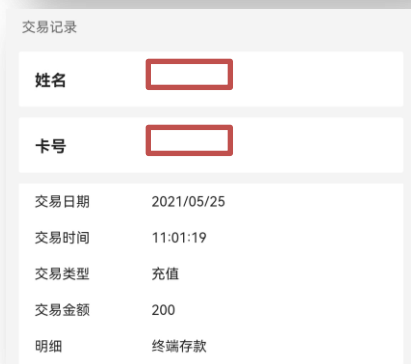 交易记录
姓名
卡号
交易日期 2021/05/25
交易时间 11:01:19
交易类型 充值
交易金额 200
明细 终端存款